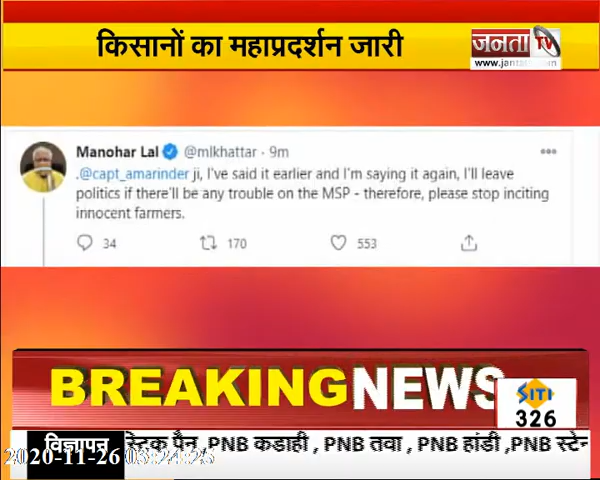 किसानों का महाप्रदर्शन जारी
जनता TV
Manohar Lal @mlkhattar · 9m
.@capt_amarinder ji, I've said it earlier and I'm saying it again, I'll leave
politics if there'll be any trouble on the MSP - therefore, please stop inciting
innocent farmers.
34 170 553
BREAKING NEWS
SITI
326
विज्ञापन स्टिक पैन ,PNB कडाही , PNB तवा , PNB हांडी ,PNB स्टेन
2020-11-26